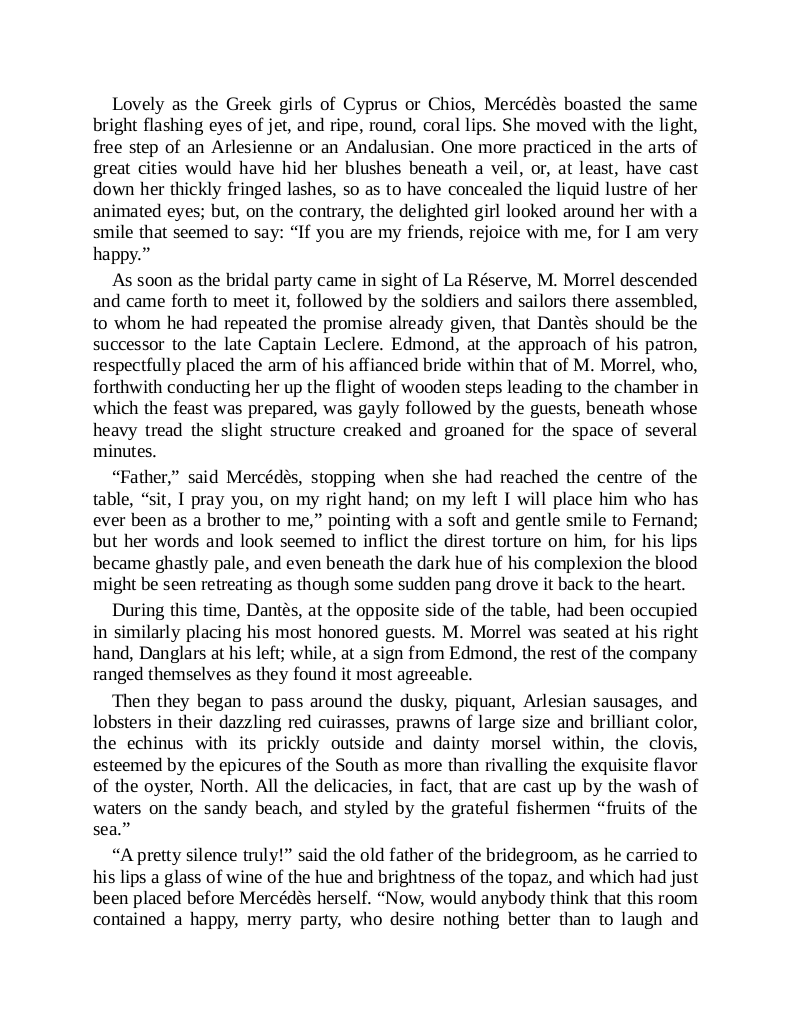 Lovely as the Greek girls of Cyprus or Chios, Mercédès boasted the same
bright flashing eyes of jet, and ripe, round, coral lips. She moved with the light,
free step of an Arlesienne or an Andalusian. One more practiced in the arts of
great cities would have hid her blushes beneath a veil, or, at least, have cast
down her thickly fringed lashes, so as to have concealed the liquid lustre of her
animated eyes; but, on the contrary, the delighted girl looked around her with a
smile that seemed to say: “If you are my friends, rejoice with me, for I am very
happy.”
As soon as the bridal party came in sight of La Réserve, M. Morrel descended
and came forth to meet it, followed by the soldiers and sailors there assembled,
to whom he had repeated the promise already given, that Dantès should be the
successor to the late Captain Leclere. Edmond, at the approach of his patron,
respectfully placed the arm of his affianced bride within that of M. Morrel, who,
forthwith conducting her up the flight of wooden steps leading to the chamber in
which the feast was prepared, was gayly followed by the guests, beneath whose
heavy tread the slight structure creaked and groaned for the space of several
minutes.
“Father,” said Mercédès, stopping when she had reached the centre of the
table, “sit, I pray you, on my right hand; on my left I will place him who has
ever been as a brother to me,” pointing with a soft and gentle smile to Fernand;
but her words and look seemed to inflict the direst torture on him, for his lips
became ghastly pale, and even beneath the dark hue of his complexion the blood
might be seen retreating as though some sudden pang drove it back to the heart.
During this time, Dantès, at the opposite side of the table, had been occupied
in similarly placing his most honored guests. M. Morrel was seated at his right
hand, Danglars at his left; while, at a sign from Edmond, the rest of the company
ranged themselves as they found it most agreeable.
Then they began to pass around the dusky, piquant, Arlesian sausages, and
lobsters in their dazzling red cuirasses, prawns of large size and brilliant color,
the echinus with its prickly outside and dainty morsel within, the clovis,
esteemed by the epicures of the South as more than rivalling the exquisite flavor
of the oyster, North. All the delicacies, in fact, that are cast up by the wash of
waters on the sandy beach, and styled by the grateful fishermen “fruits of the
sea.”
“A pretty silence truly!” said the old father of the bridegroom, as he carried to
his lips a glass of wine of the hue and brightness of the topaz, and which had just
been placed before Mercédès herself. “Now, would anybody think that this room
contained a happy, merry party, who desire nothing better than to laugh and